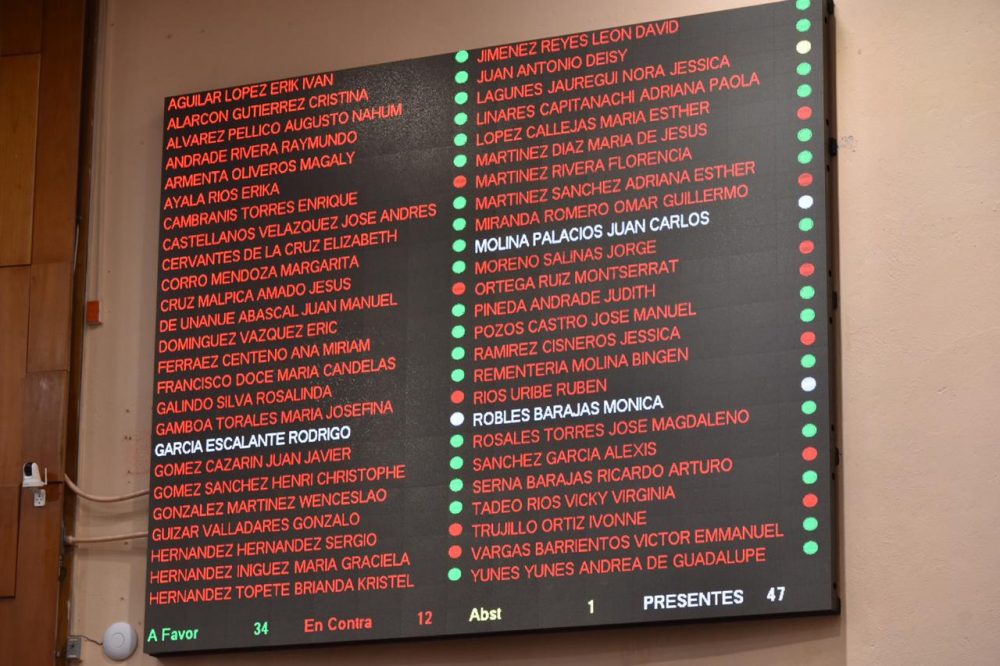 AGUILAR LOPEZ ERIK IVAN
ALARCON GUTIERREZ CRISTINA
ALVAREZ PELLICO AUGUSTO NAHUM
ANDRADE RIVERA RAYMUNDO
ARMENTA OLIVEROS MAGALY
AYALA RIOS ERIKA
CAMBRANIS TORRES ENRIQUE
CASTELLANOS VELAZQUEZ JOSE ANDRES
CERVANTES DE LA CRUZ ELIZABETH
CORRO MENDOZA MARGARITA
CRUZ MALPICA AMADO JESUS
DE UNANUE ABASCAL JUAN MANUEL
DOMINGUEZ VAZQUEZ ERIC
FERRAEZ CENTENO ANA MIRIAM
FRANCISCO DOCE MARIA CANDELAS
GALINDO SILVA ROSALINDA
GAMBOA TORALES MARIA JOSEFINA
GARCIA ESCALANTE RODRIGO
GOMEZ CAZARIN JUAN JAVIER
GOMEZ SANCHEZ HENRI CHRISTOPHE
GONZALEZ MARTINEZ WENCESLAO
GUIZAR VALLADARES GONZALO
HERNANDEZ HERNANDEZ SERGIO
HERNANDEZ IÑIGUEZ MARIA GRACIELA
HERNANDEZ TOPETE BRIANDA KRISTEL
JIMENEZ REYES LEON DAVID
JUAN ANTONIO DEISY
LAGUNES JAUREGUI NORA JESSICA
LINARES CAPITANACHI ADRIANA PAOLA
LOPEZ CALLEJAS MARIA ESTHER
MARTINEZ DIAZ MARIA DE JESUS
MARTINEZ RIVERA FLORENCIA
MARTINEZ SANCHEZ ADRIANA ESTHER
MIRANDA ROMERO OMAR GUILLERMO
MOLINA PALACIOS JUAN CARLOS
MORENO SALINAS JORGE
ORTEGA RUIZ MONTSERRAT
PINEDA ANDRADE JUDITH
POZOS CASTRO JOSE MANUEL
RAMIREZ CISNEROS JESSICA
REMENTERIA MOLINA BINGEN
RIOS URIBE RUBEN
ROBLES BARAJAS MONICA
ROSALES TORRES JOSE MAGDALENO
SANCHEZ GARCIA ALEXIS
SERNA BARAJAS RICARDO ARTURO
TADEO RIOS VICKY VIRGINIA
TRUJILLO ORTIZ IVONNE
VARGAS BARRIENTOS VICTOR EMMANUEL
YUNES YUNES ANDREA DE GUADALUPE
A Favor 34 En Contra 12 Abst 1 PRESENTES 47